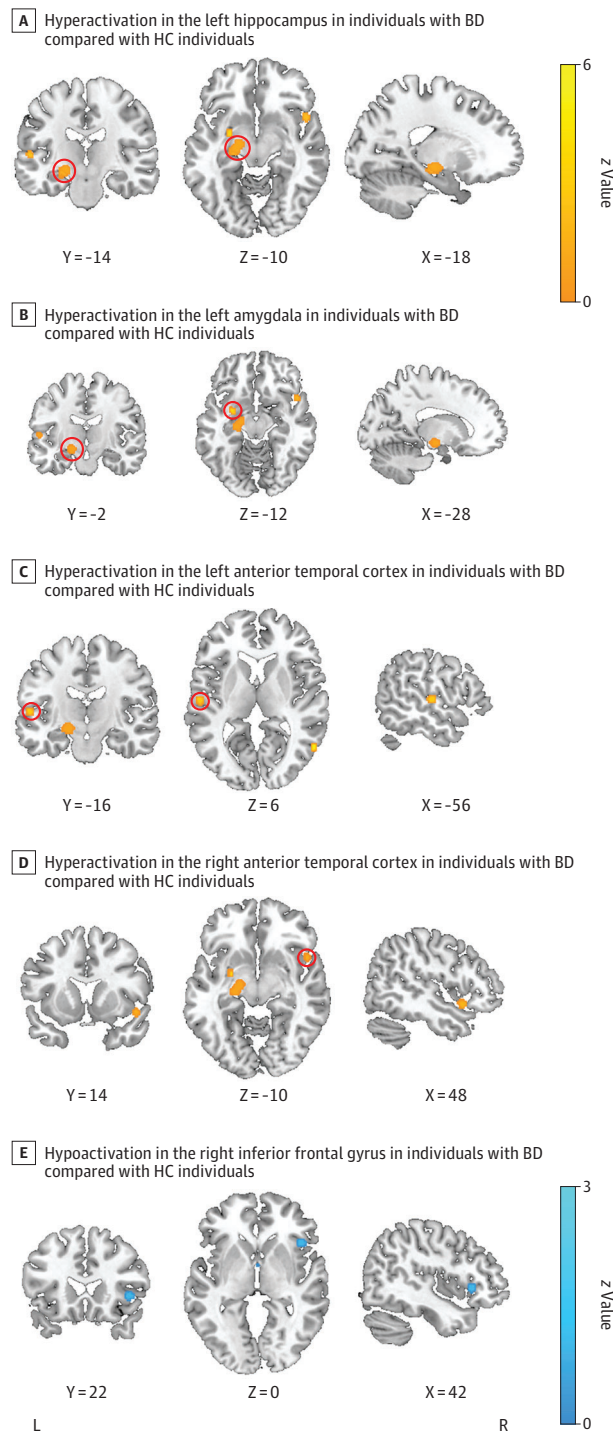 A Hyperactivation in the left hippocampus in individuals with BD
compared with HC individuals
6
z Value
0
Y = -14 Z = -10 X = -18
B Hyperactivation in the left amygdala in individuals with BD
compared with HC individuals
Y = -2 Z = -12 X = -28
C Hyperactivation in the left anterior temporal cortex in individuals with BD
compared with HC individuals
Y = -16 Z = 6 X = -56
D Hyperactivation in the right anterior temporal cortex in individuals with BD
compared with HC individuals
Y = 14 Z = -10 X = 48
E Hypoactivation in the right inferior frontal gyrus in individuals with BD
compared with HC individuals
3
z Value
0
Y = 22 Z = 0 X = 42
L R